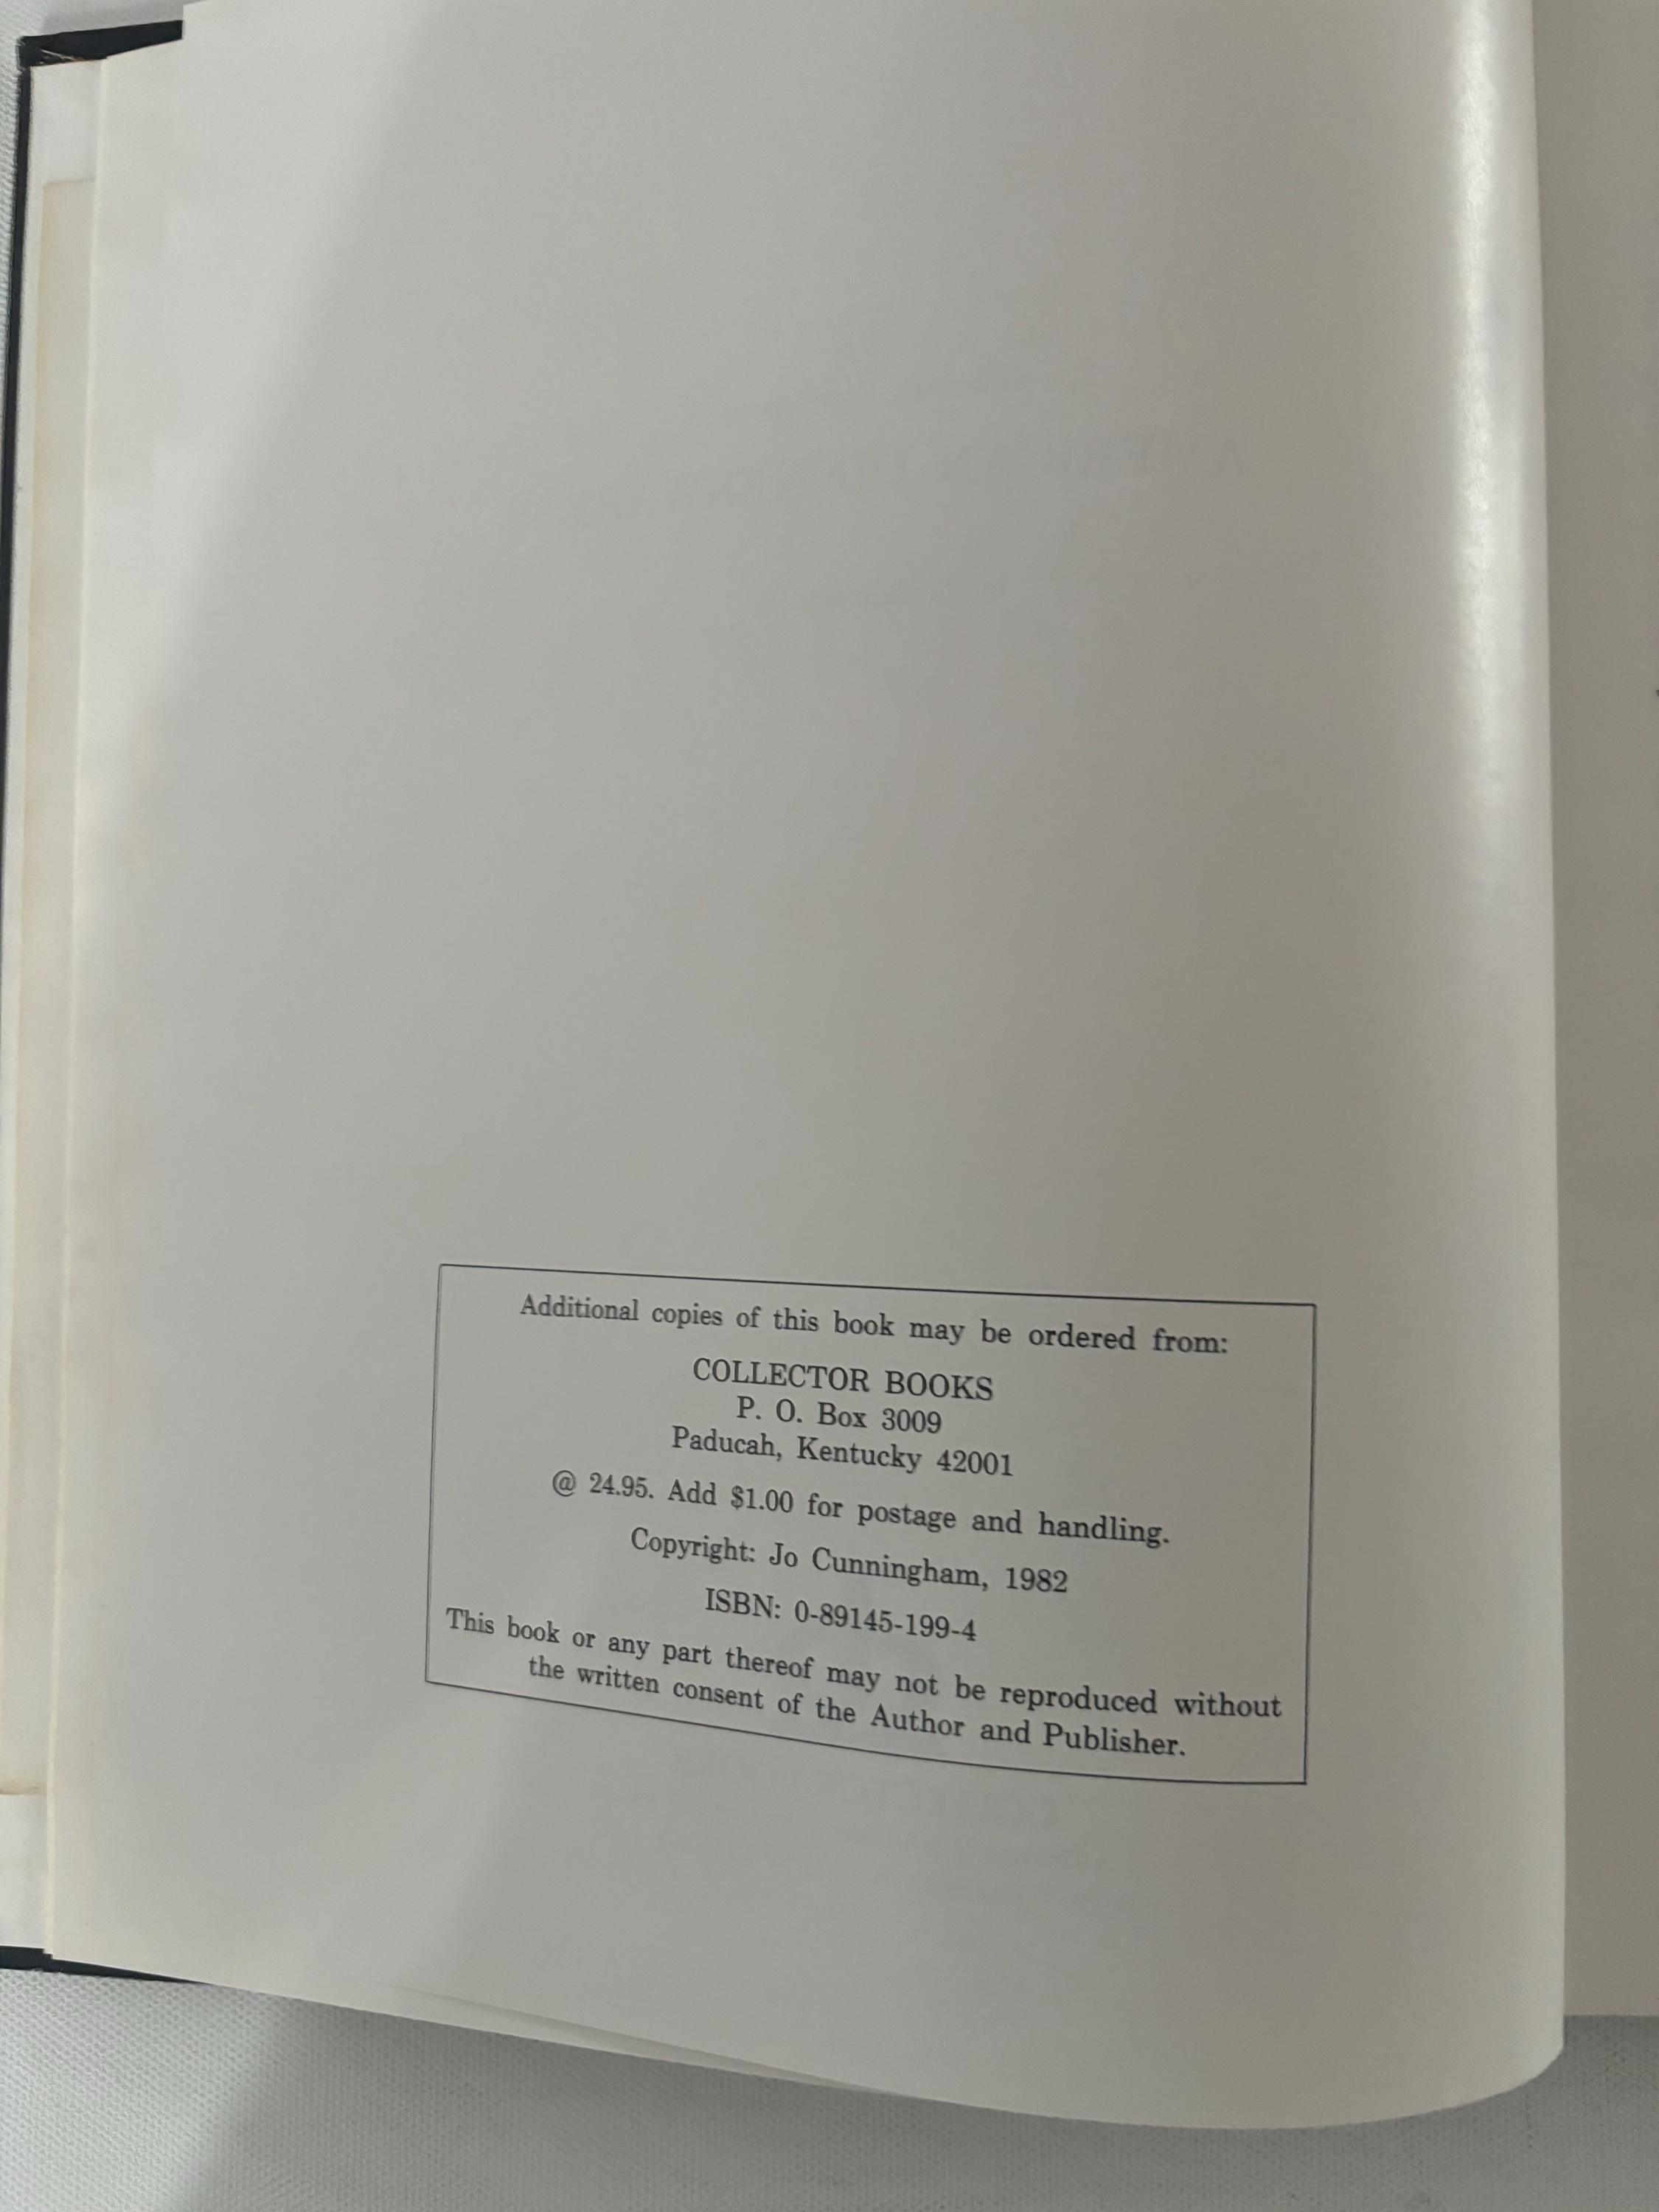 Additional copies of this book may be ordered from:
COLLECTOR BOOKS
P. O. Box 3009
Paducah, Kentucky 42001
@ 24.95. Add $1.00 for postage and handling.
Copyright: Jo Cunningham, 1982
ISBN: 0-89145-199-4
This book or any part thereof may not be reproduced without
the written consent of the Author and Publisher.